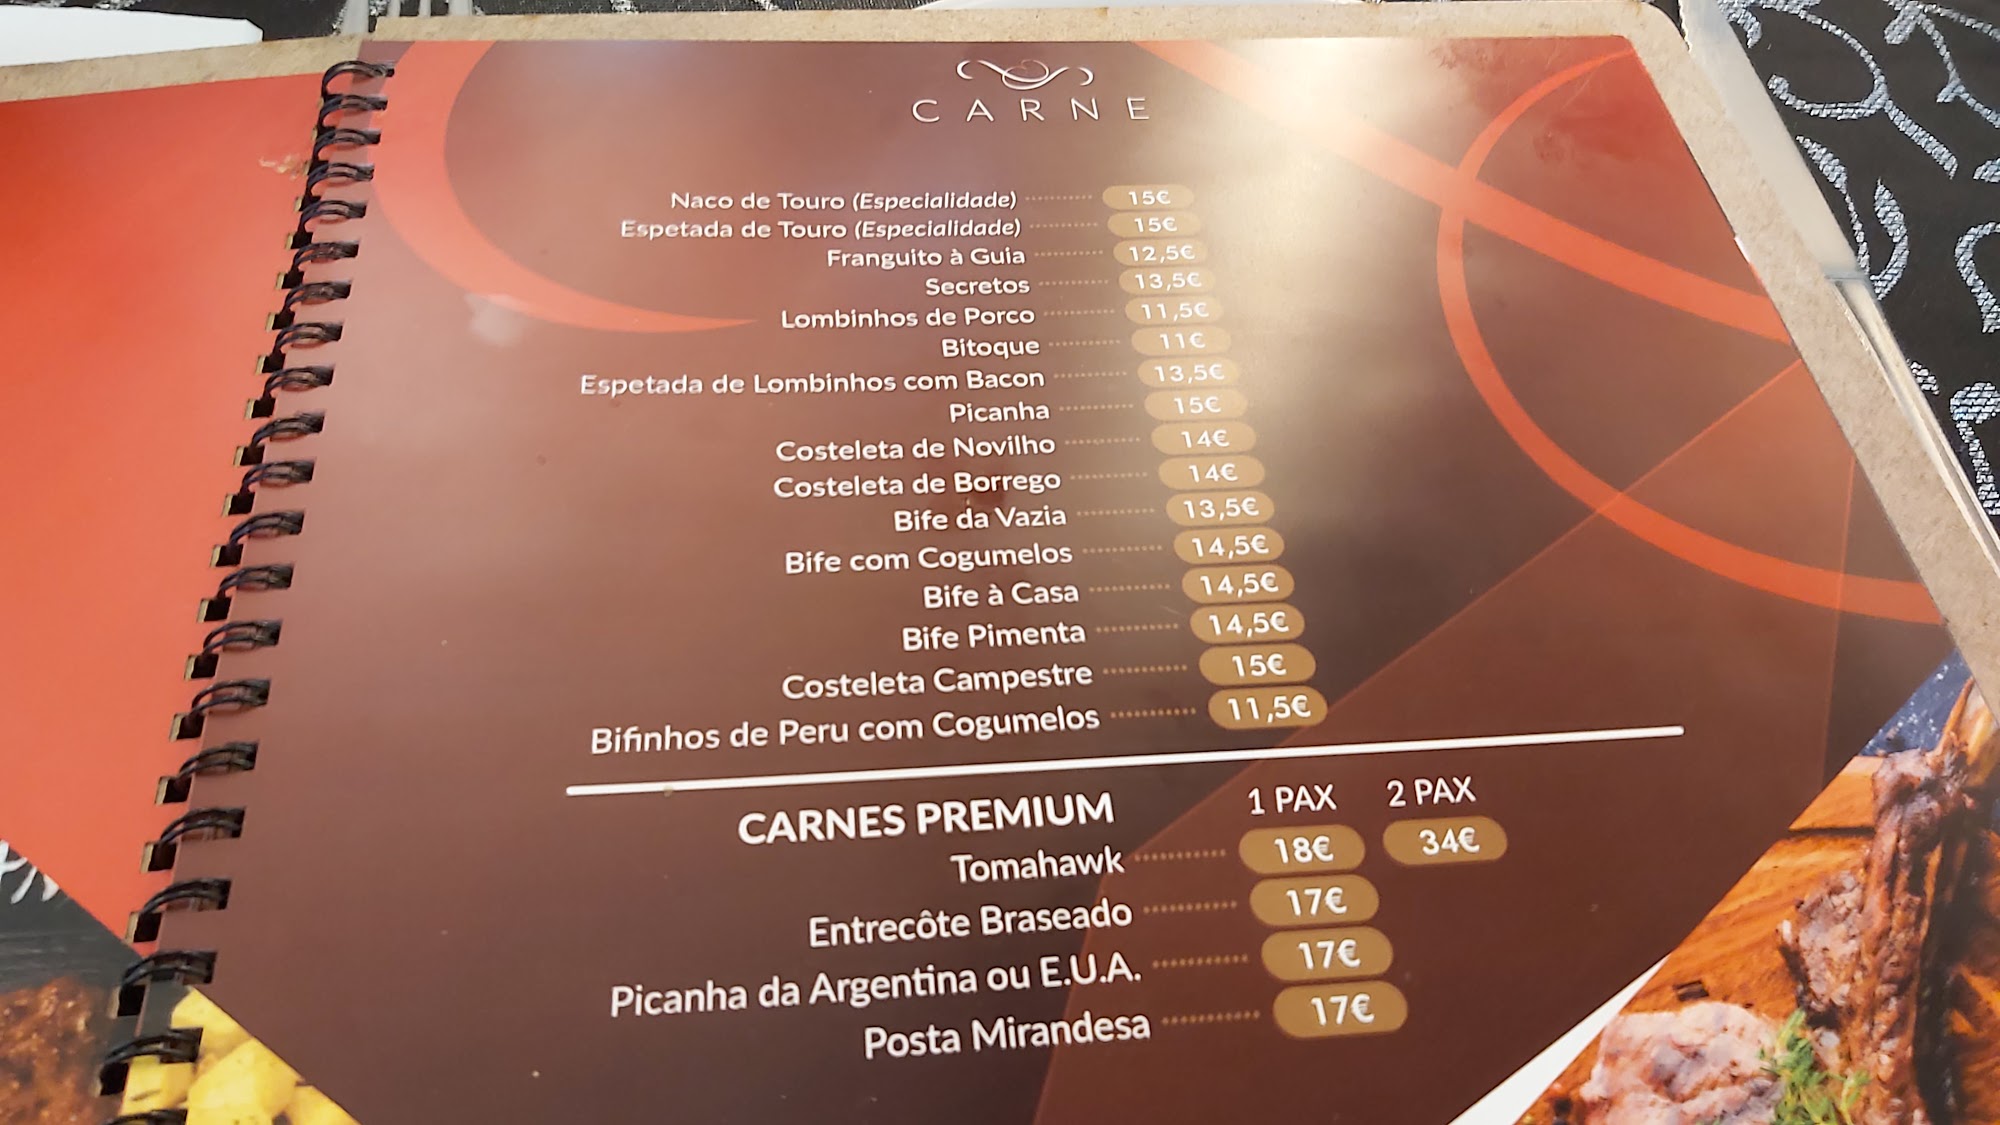 CARNE
Naco de Touro (Especialidade) 15€
Espetada de Touro (Especialidade) 15€
Franguito à Guia 12,5€
Secretos 13,5€
Lombinhos de Porco 11,5€
Bitoque 11€
Espetada de Lombinhos com Bacon 13,5€
Picanha 15€
Costeleta de Novilho 14€
Costeleta de Borrego 14€
Bife da Vazia 13,5€
Bife com Cogumelos 14,5€
Bife à Casa 14,5€
Bife Pimenta 14,5€
Costeleta Campestre 15€
Bifinhos de Peru com Cogumelos 11,5€
CARNES PREMIUM 1 PAX 2 PAX
Tomahawk 18€ 34€
Entrecôte Braseado 17€
Picanha da Argentina ou E.U.A. 17€
Posta Mirandesa 17€